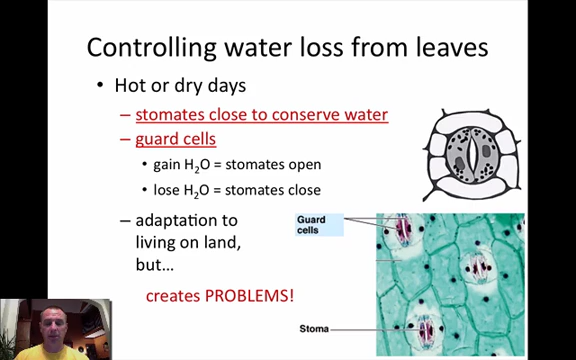 Controlling water loss from leaves
• Hot or dry days
– stomates close to conserve water
– guard cells
• gain H₂O = stomates open
• lose H₂O = stomates close
– adaptation to
living on land,
but…
creates PROBLEMS!
Guard
cells
Stoma